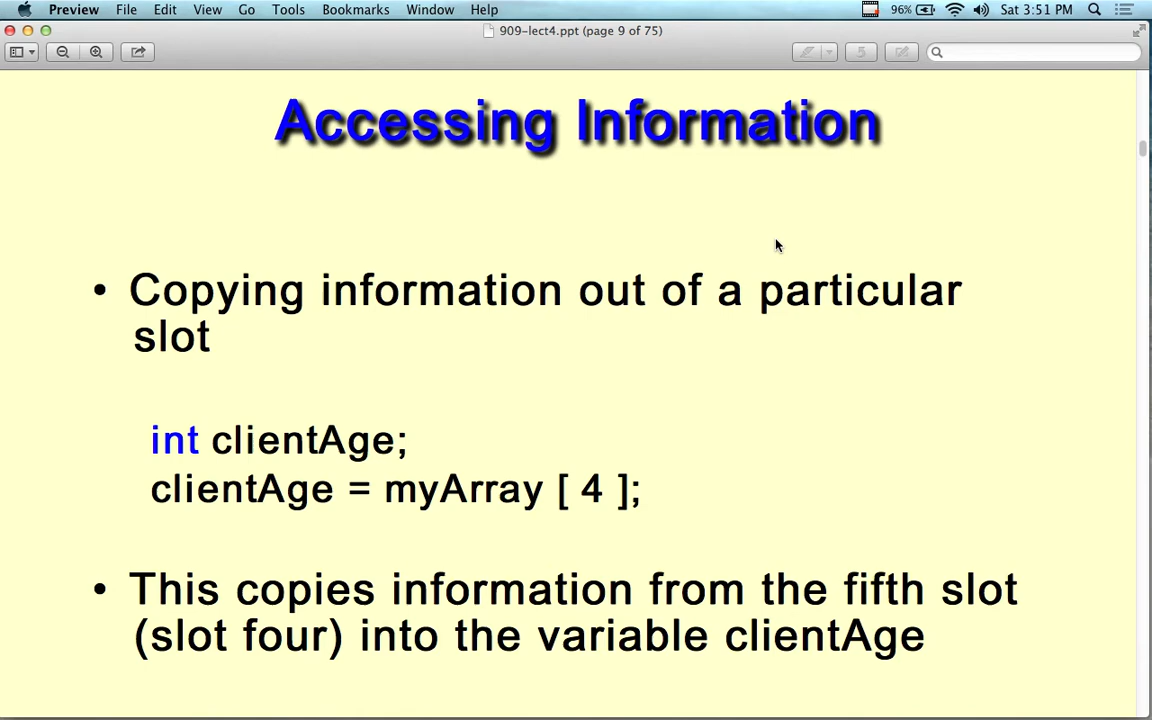 Preview File Edit View Go Tools Bookmarks Window Help 96% Sat 3:51 PM
909-lect4.ppt (page 9 of 75)
Accessing Information
• Copying information out of a particular
slot
int clientAge;
clientAge = myArray [ 4 ];
• This copies information from the fifth slot
(slot four) into the variable clientAge